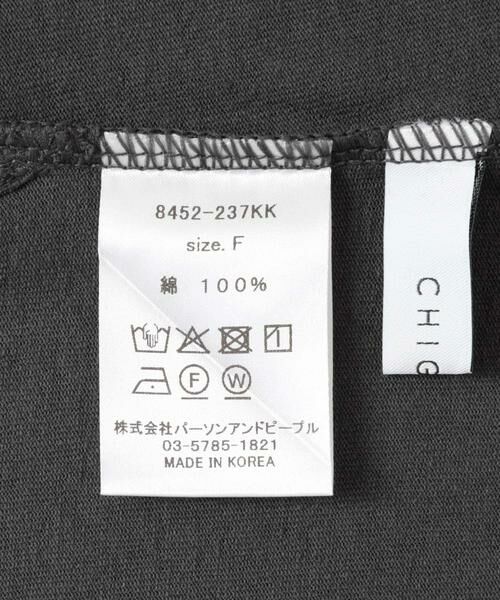 8452-237KK
size. F
綿 100%
F W
株式会社パーソンアンドピープル
03-5785-1821
MADE IN KOREA
CHIG